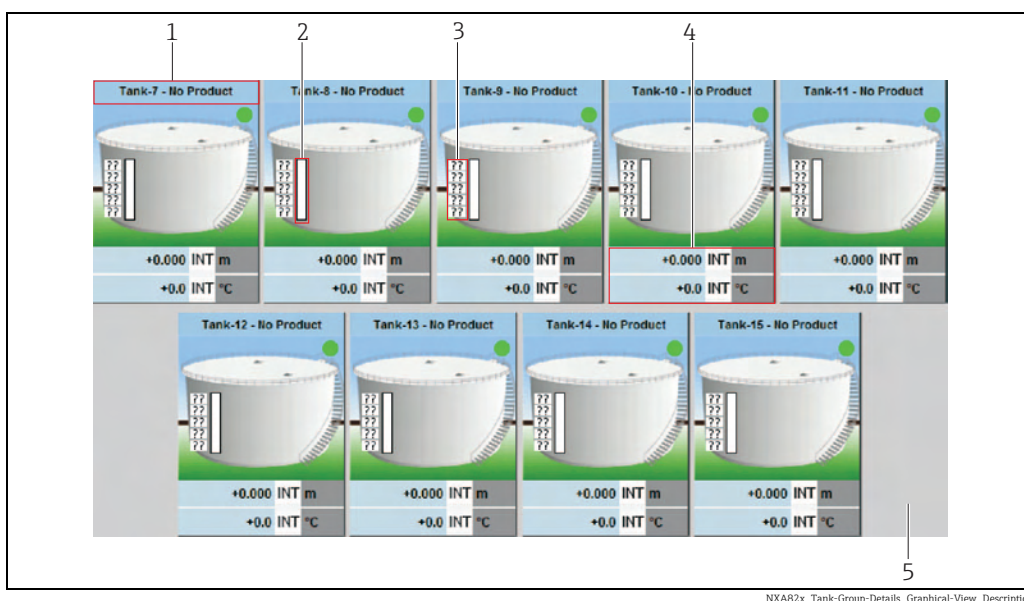 1 2 3 4
Tank-7 - No Product Tank-8 - No Product Tank-9 - No Product Tank-10 - No Product Tank-11 - No Product
?? ?? ?? ?? ??
?? ?? ?? ?? ??
?? ?? ?? ?? ??
?? ?? ?? ?? ??
?? ?? ?? ?? ??
+0.000 INT m +0.000 INT m +0.000 INT m +0.000 INT m +0.000 INT m
+0.0 INT °C +0.0 INT °C +0.0 INT °C +0.0 INT °C +0.0 INT °C
Tank-12 - No Product Tank-13 - No Product Tank-14 - No Product Tank-15 - No Product
?? ?? ?? ??
?? ?? ?? ??
?? ?? ?? ??
?? ?? ?? ??
?? ?? ?? ??
+0.000 INT m +0.000 INT m +0.000 INT m +0.000 INT m
+0.0 INT °C +0.0 INT °C +0.0 INT °C +0.0 INT °C
5
NXA82x_Tank-Group-Details_Graphical-View_Descriptio